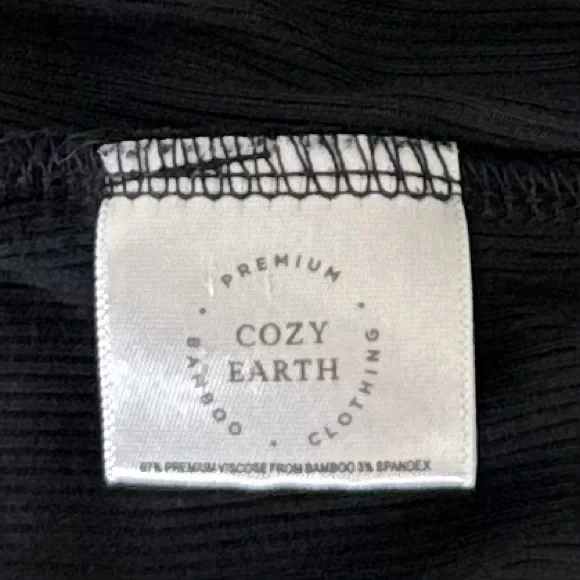 PREMIUM
COZY
EARTH
BAMBOO
CLOTHING
97% PREMIUM VISCOSE FROM BAMBOO 3% SPANDEX